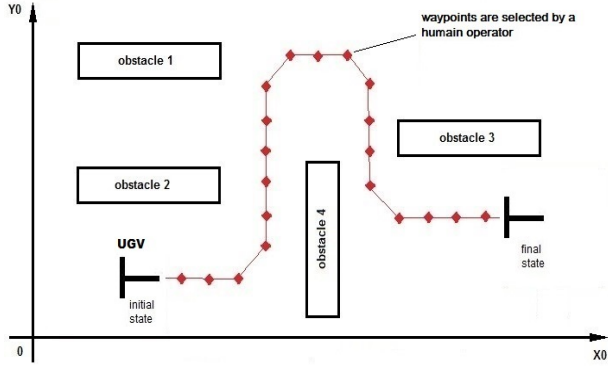 Y0
waypoints are selected by a
humain operator
obstacle 1
obstacle 3
obstacle 2
obstacle 4
UGV
initial
state
final
state
0
X0